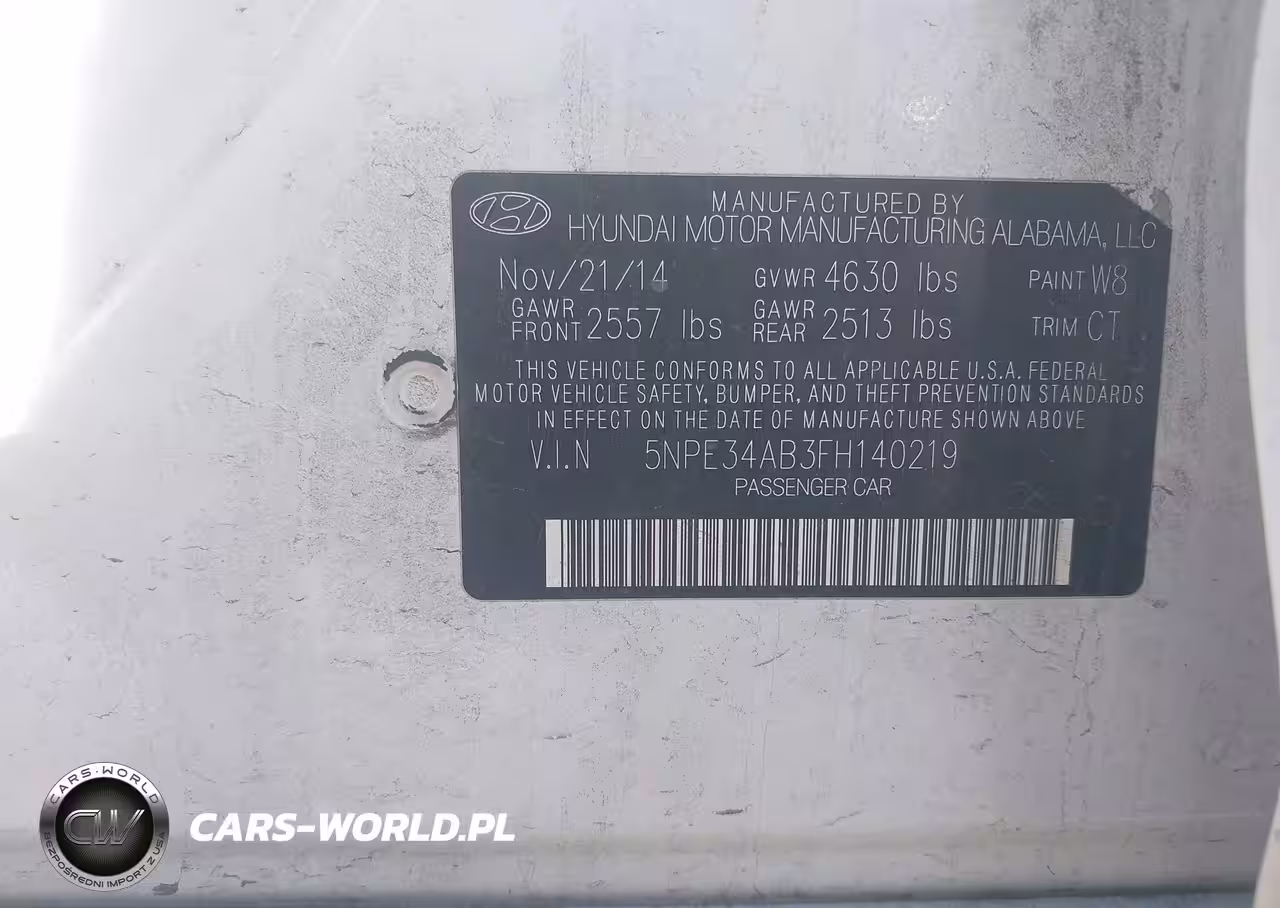 MANUFACTURED BY
HYUNDAI MOTOR MANUFACTURING ALABAMA, LLC
Nov/21/14 GVWR 4630 lbs PAINT W8
GAWR FRONT 2557 lbs GAWR REAR 2513 lbs TRIM CT
THIS VEHICLE CONFORMS TO ALL APPLICABLE U.S.A. FEDERAL
MOTOR VEHICLE SAFETY, BUMPER, AND THEFT PREVENTION STANDARDS
IN EFFECT ON THE DATE OF MANUFACTURE SHOWN ABOVE
V.I.N 5NPE34AB3FH140219
PASSENGER CAR
CARS-WORLD
CW
BEZPOŚREDNI IMPORT Z USA
CARS-WORLD.PL